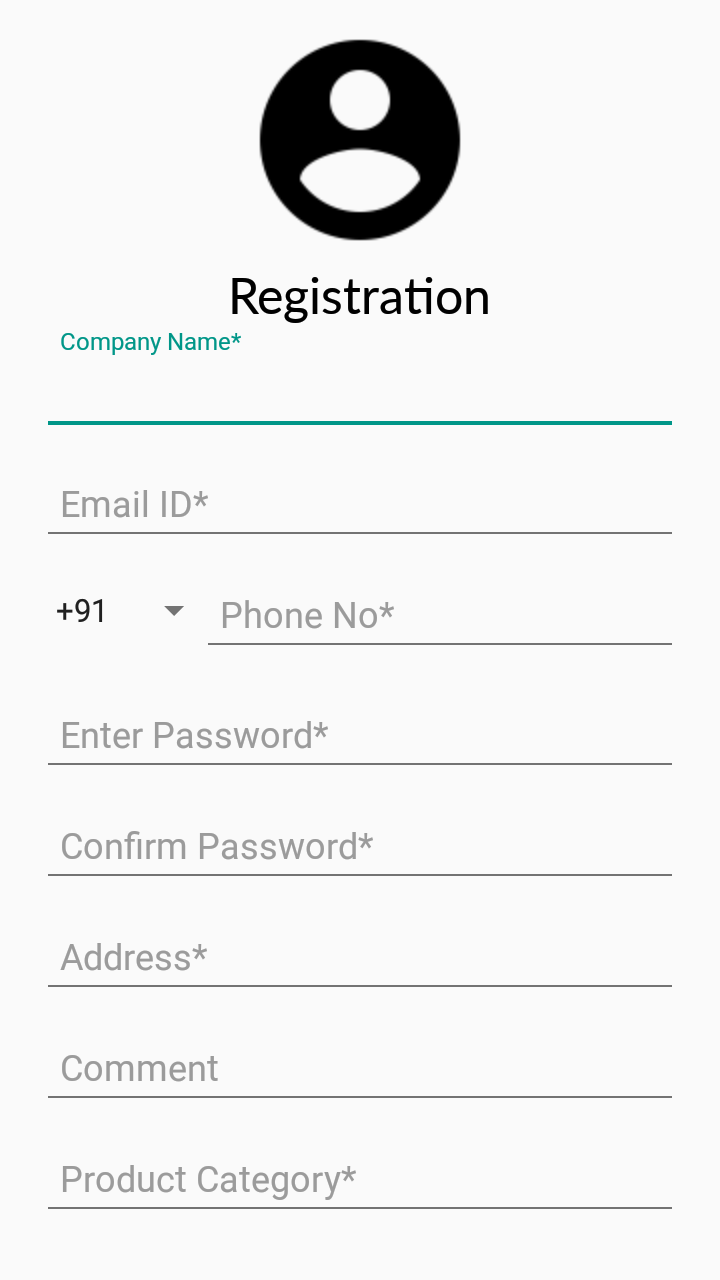 Registration
Company Name*
Email ID*
+91 Phone No*
Enter Password*
Confirm Password*
Address*
Comment
Product Category*